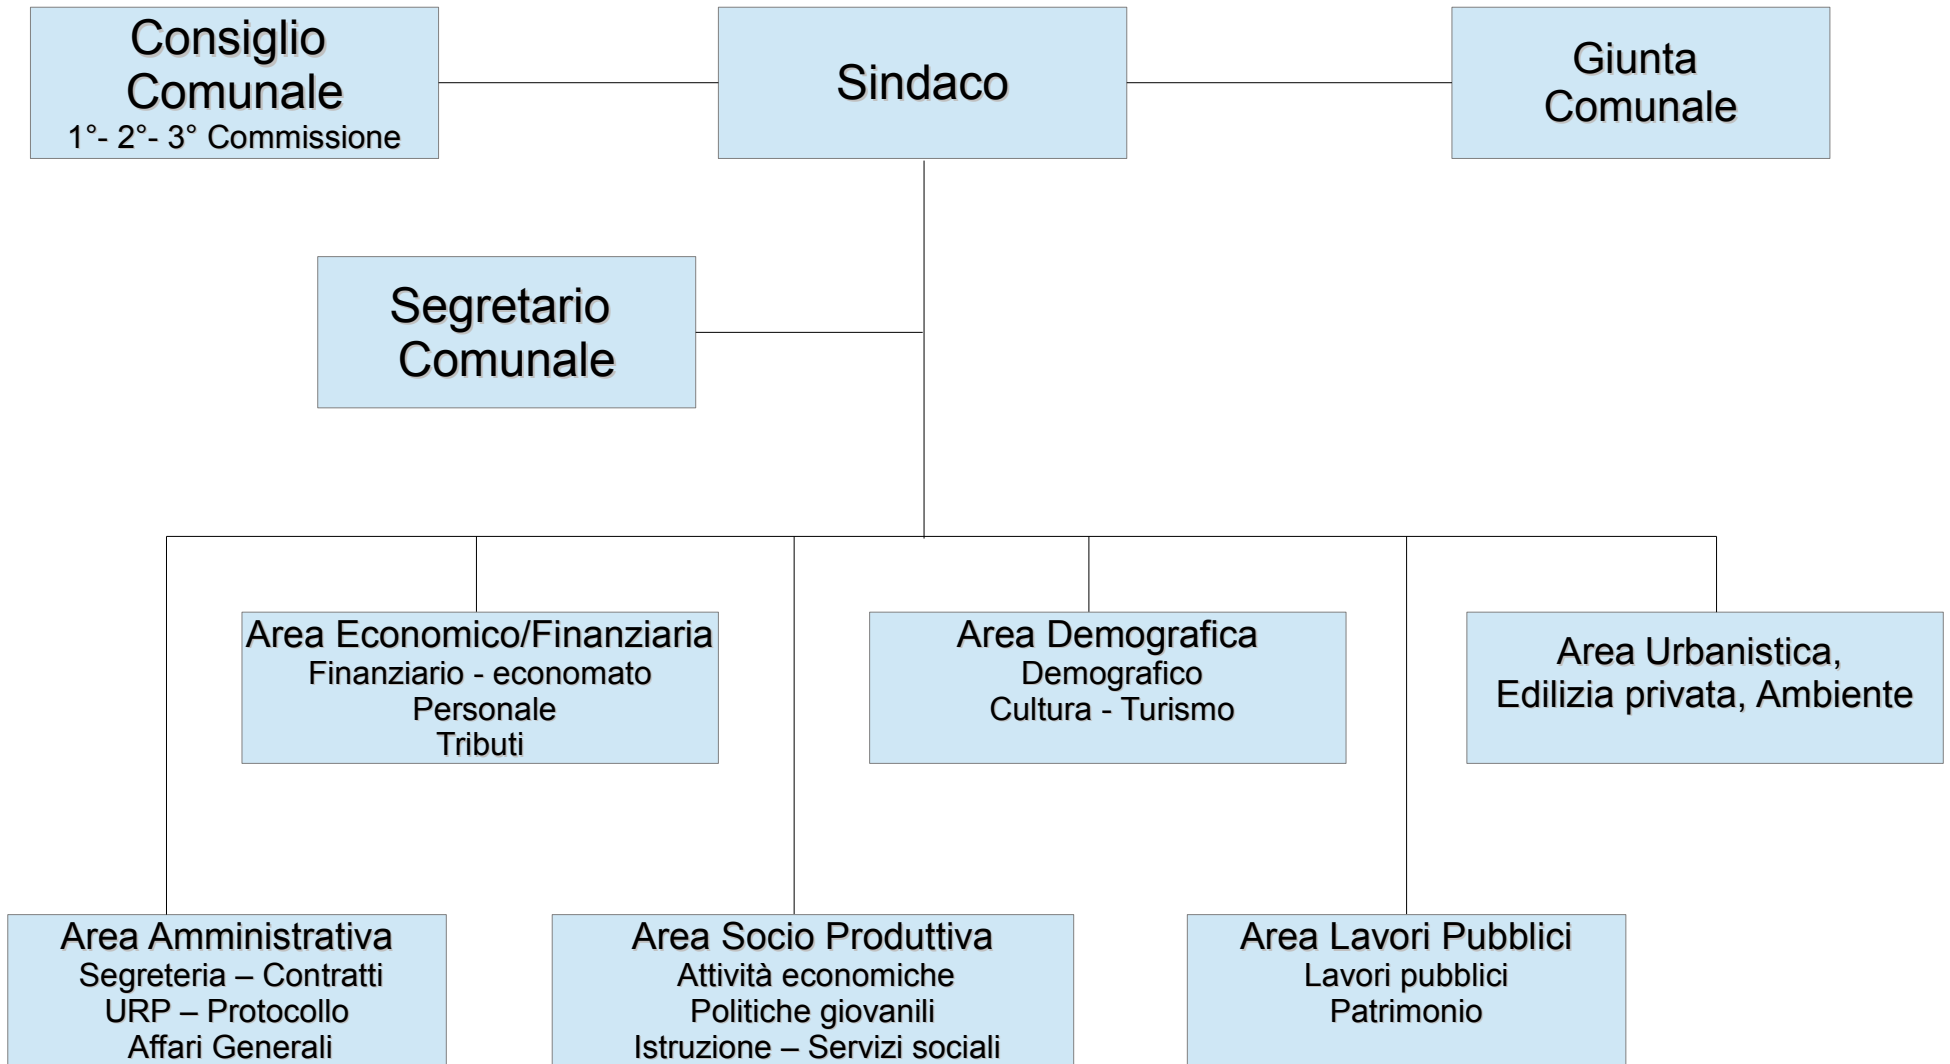 Consiglio
Comunale
1°- 2°- 3° Commissione
Sindaco
Giunta
Comunale
Segretario
Comunale
Area Economico/Finanziaria
Finanziario - economato
Personale
Tributi
Area Demografica
Demografico
Cultura - Turismo
Area Urbanistica,
Edilizia privata, Ambiente
Area Amministrativa
Segreteria – Contratti
URP – Protocollo
Affari Generali
Area Socio Produttiva
Attività economiche
Politiche giovanili
Istruzione – Servizi sociali
Area Lavori Pubblici
Lavori pubblici
Patrimonio